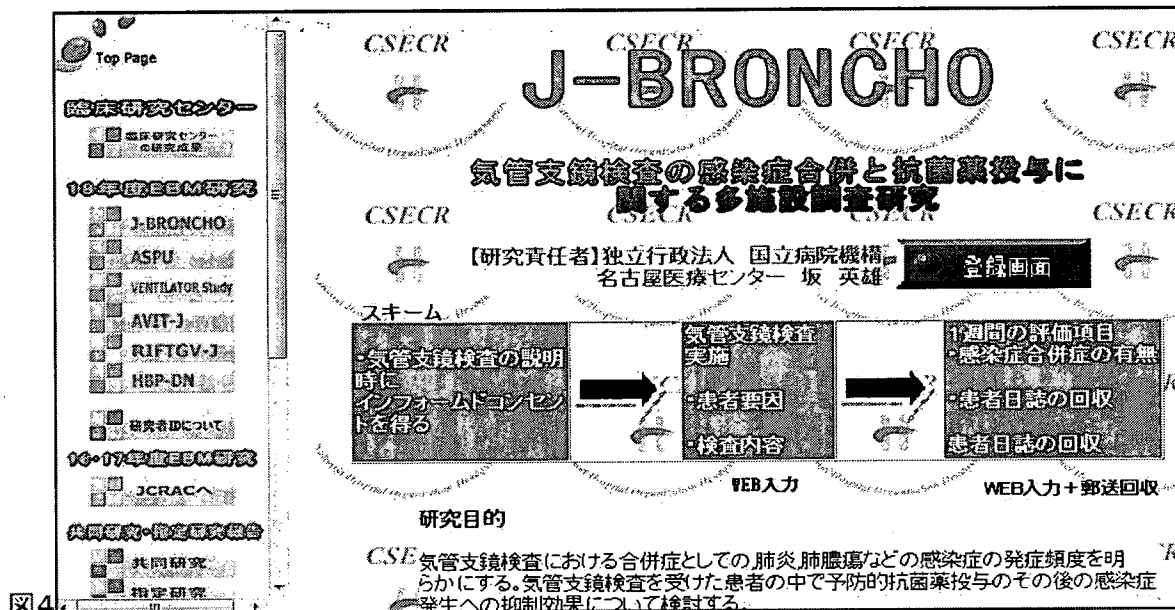 Top Page
臨床研究センター
臨床研究センター
の研究成果
18年度EBM研究
J-BRONCHO
ASPU
VENTILATOR Study
AVIT-J
RIFTGV-J
HBP-DN
研究者IDについて
16・17年度EBM研究
JCRACへ
共同研究・指定研究報告
共同研究
指定研究
CSECR CSECR CSECR CSECR
J-BRONCHO
気管支鏡検査の感染症合併と抗菌薬投与に
関する多施設調査研究
CSECR CSECR CSECR CSECR
【研究責任者】独立行政法人 国立病院機構
名古屋医療センター 坂 英雄
登録画面
スキーム
・気管支鏡検査の説明
時に
インフォームドコンセン
トを得る
気管支鏡検査
実施
・患者要因
・検査内容
1週間の評価項目
・感染症合併症の有無
・患者日誌の回収
患者日誌の回収
WEB入力
WEB入力+郵送回収
研究目的
気管支鏡検査における合併症としての,肺炎,肺膿瘍などの感染症の発症頻度を明
らかにする。気管支鏡検査を受けた患者の中で予防的抗菌薬投与のその後の感染症
発生への抑制効果について検討する。
図4